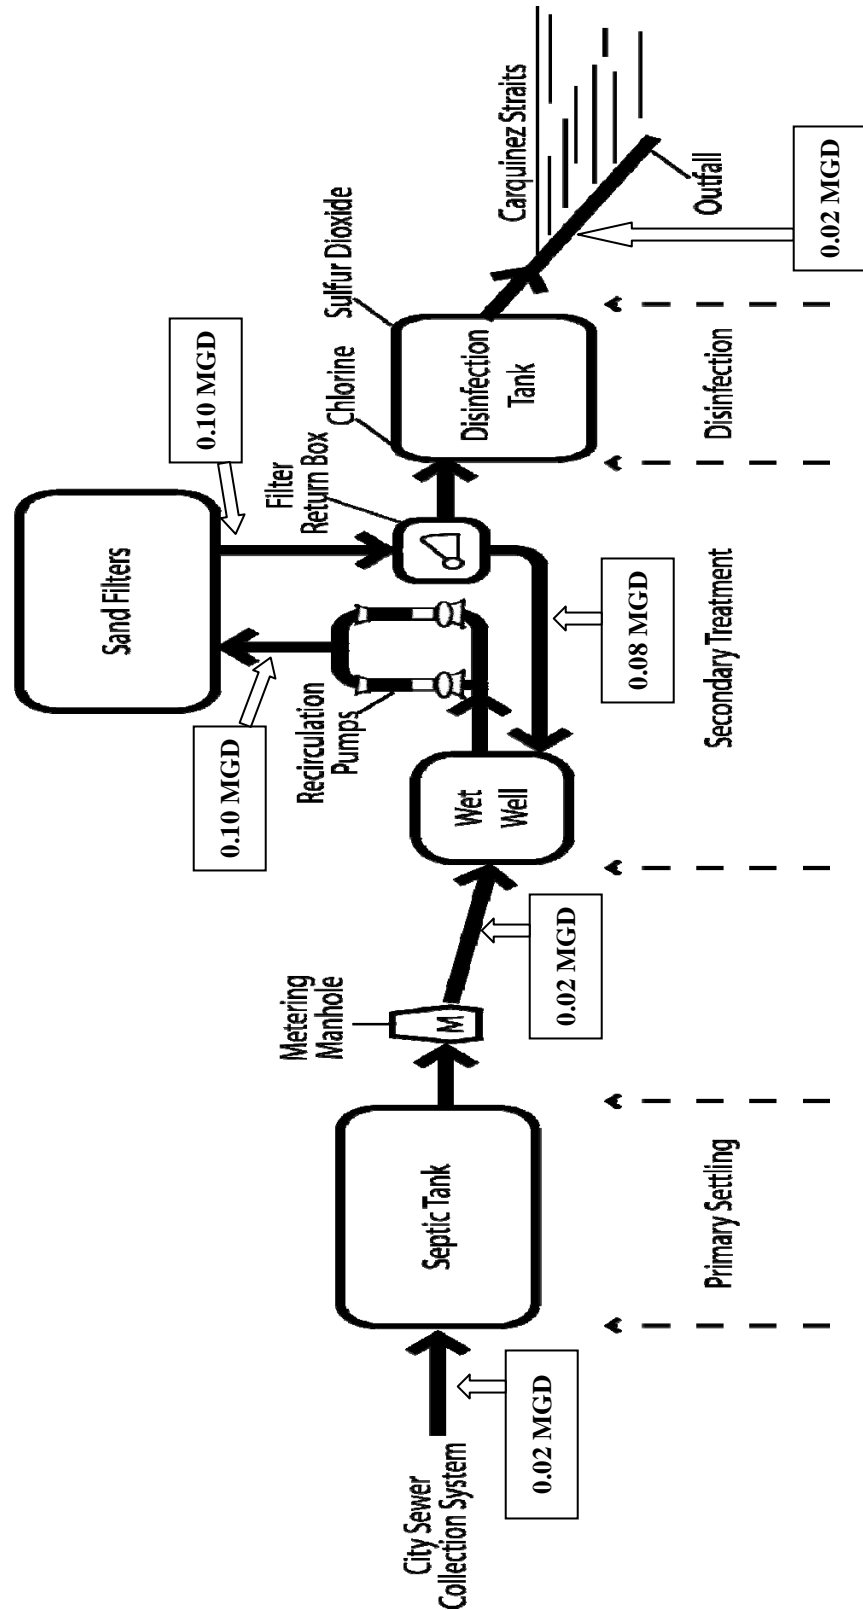 City Sewer
Collection System
0.02 MGD
Septic Tank
Primary Settling
Metering
Manhole
M
0.02 MGD
Wet
Well
Recirculation
Pumps
0.10 MGD
Sand Filters
0.10 MGD
Filter
Return Box
0.08 MGD
Secondary Treatment
Chlorine
Sulfur Dioxide
Disinfection
Tank
Disinfection
Carquinez Straits
Outfall
0.02 MGD